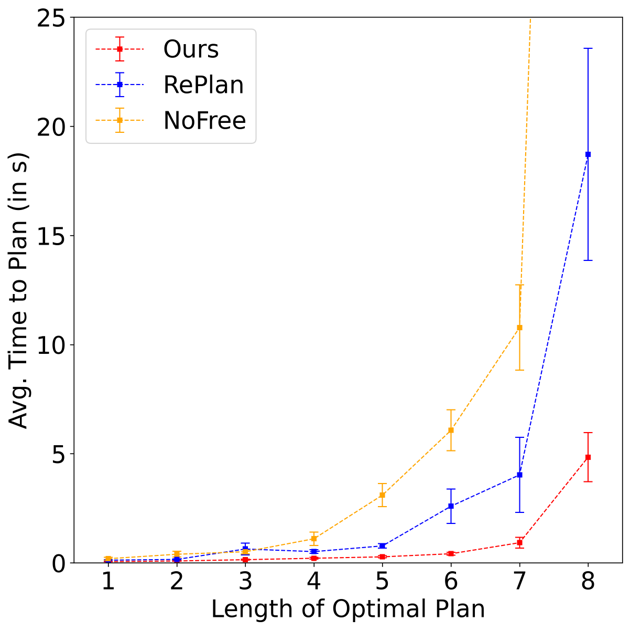 25
20
15
10
5
0
Avg. Time to Plan (in s)
Ours
RePlan
NoFree
1 2 3 4 5 6 7 8
Length of Optimal Plan